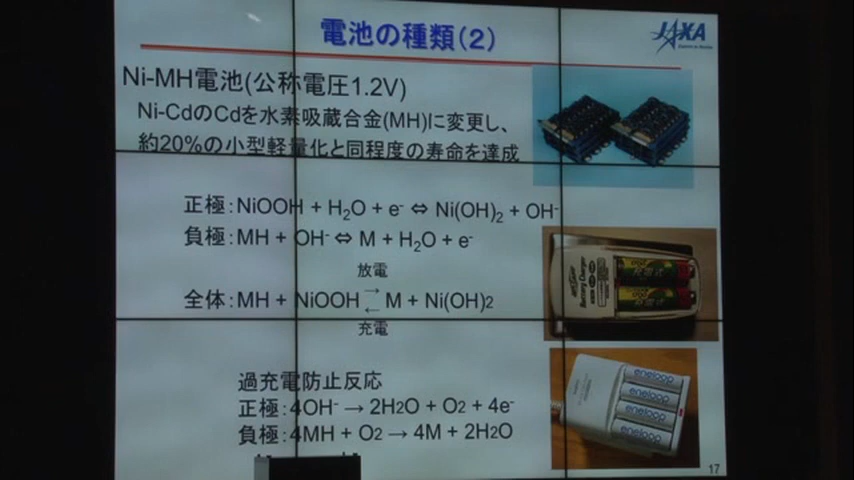 電池の種類(2)
JAXA
Ni-MH電池(公称電圧1.2V)
Ni-CdのCdを水素吸蔵合金(MH)に変更し、
約20%の小型軽量化と同程度の寿命を達成
正極:NiOOH + H2O + e- ⇔ Ni(OH)2 + OH-
負極:MH + OH- ⇔ M + H2O + e-
放電
全体:MH + NiOOH →← M + Ni(OH)2
充電
Battery Charger
過充電防止反応
正極:4OH- → 2H2O + O2 + 4e-
負極:4MH + O2 → 4M + 2H2O
eneloop
eneloop
eneloop
eneloop
17